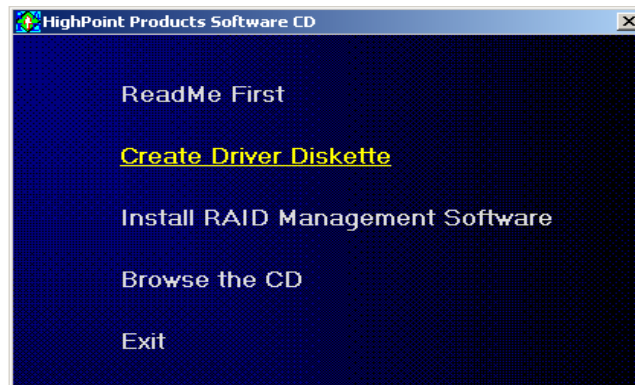 HighPoint Products Software CD
ReadMe First
Create Driver Diskette
Install RAID Management Software
Browse the CD
Exit